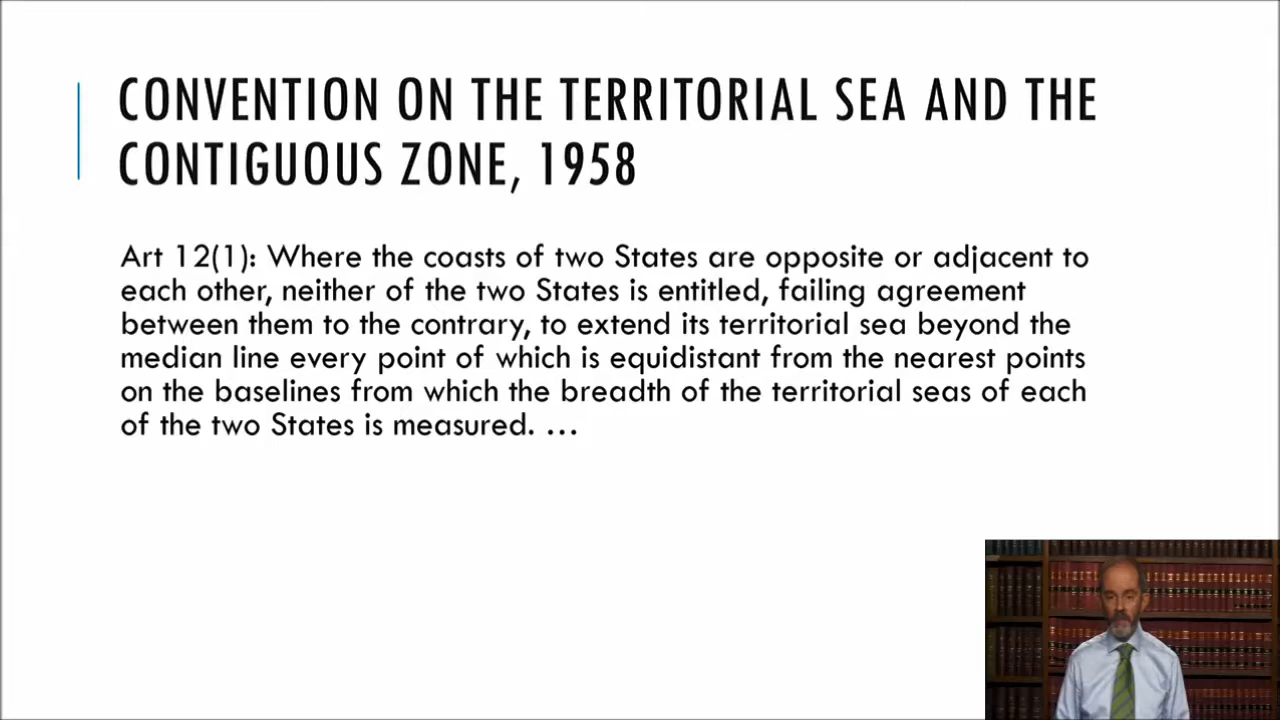 CONVENTION ON THE TERRITORIAL SEA AND THE
CONTIGUOUS ZONE, 1958
Art 12(1): Where the coasts of two States are opposite or adjacent to
each other, neither of the two States is entitled, failing agreement
between them to the contrary, to extend its territorial sea beyond the
median line every point of which is equidistant from the nearest points
on the baselines from which the breadth of the territorial seas of each
of the two States is measured. …